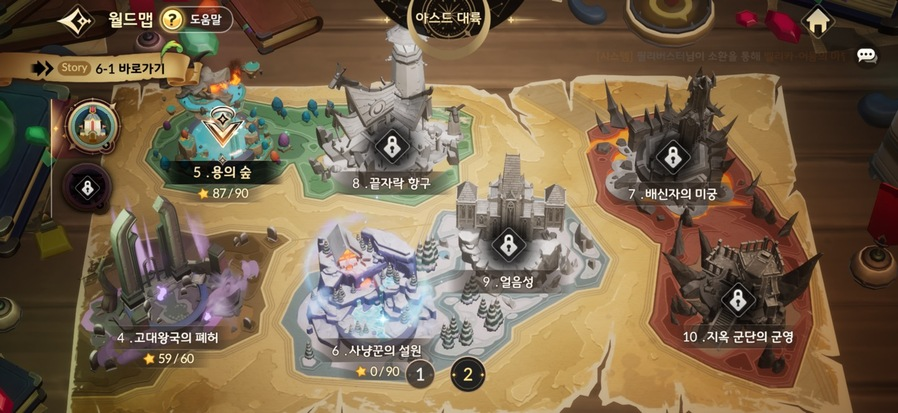 월드맵
? 도움말
아스드 대륙
Story 6-1 바로가기
5 .용의 숲
87/90
8 .끝자락 항구
7 .배신자의 미궁
9 .얼음성
4 .고대왕국의 폐허
59/60
6 .사냥꾼의 설원
0/90
10 .지옥 군단의 군영
1
2